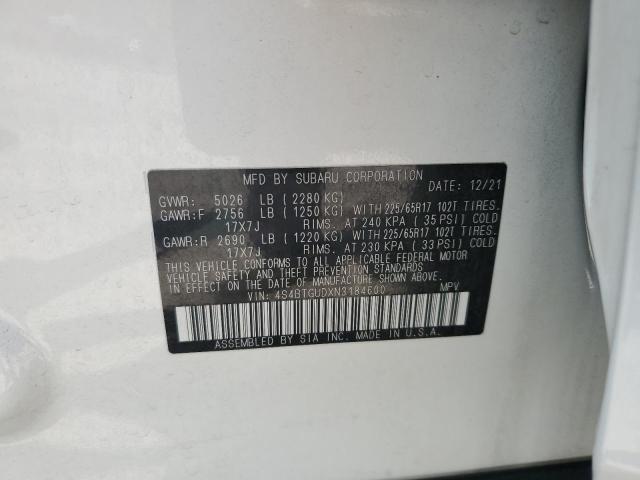 MFD BY SUBARU CORPORATION
DATE: 12/21
GVWR: 5026 LB (2280 KG)
GAWR:F 2756 LB (1250 KG) WITH 225/65R17 102T TIRES.
17X7J RIMS. AT 240 KPA (35 PSI) COLD
GAWR:R 2690 LB (1220 KG) WITH 225/65R17 102T TIRES.
17X7J RIMS. AT 230 KPA (33 PSI) COLD
THIS VEHICLE CONFORMS TO ALL APPLICABLE FEDERAL MOTOR
VEHICLE SAFETY AND THEFT PREVENTION STANDARDS
IN EFFECT ON THE DATE OF MANUFACTURE SHOWN ABOVE.
VIN: 4S4BTGUDXN3184600 MPV
ASSEMBLED BY SIA INC. MADE IN U.S.A.